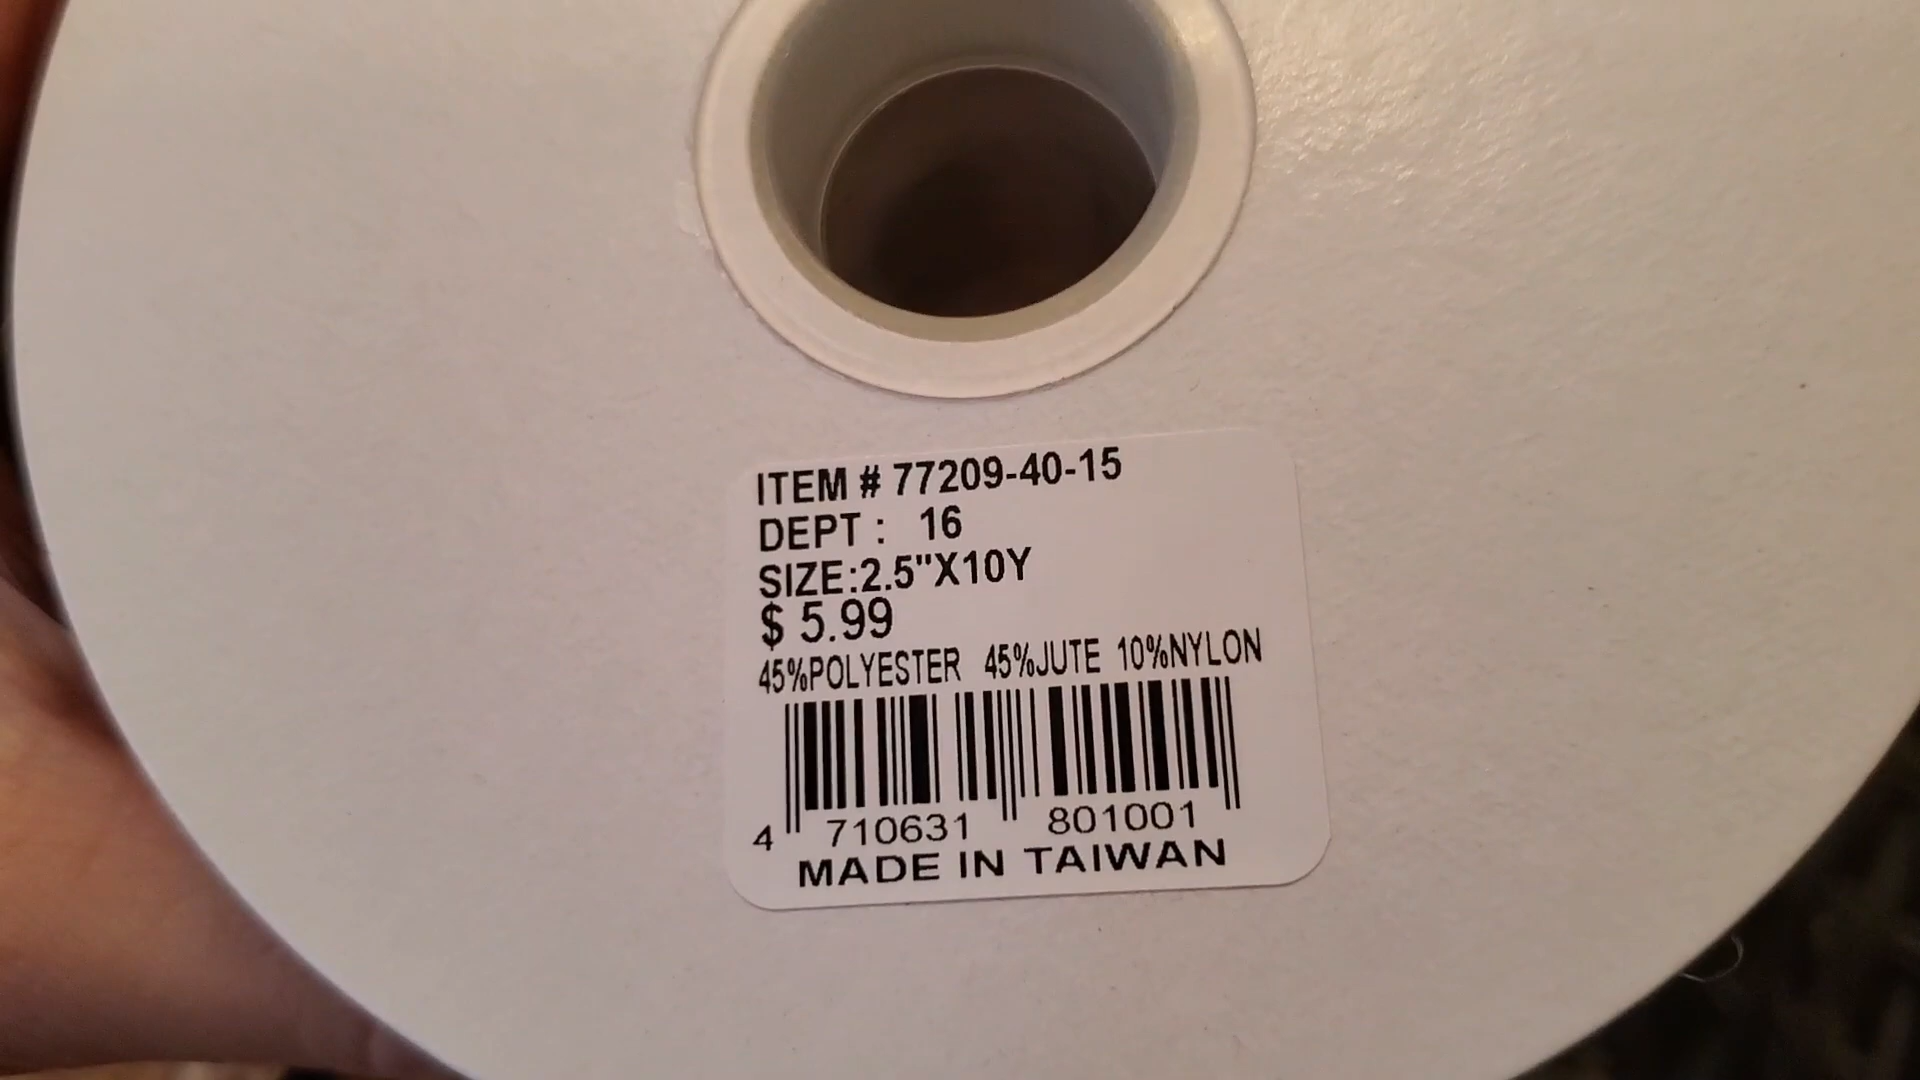 ITEM # 77209-40-15
DEPT : 16
SIZE:2.5"X10Y
$ 5.99
45%POLYESTER 45%JUTE 10%NYLON
4 710631 801001
MADE IN TAIWAN